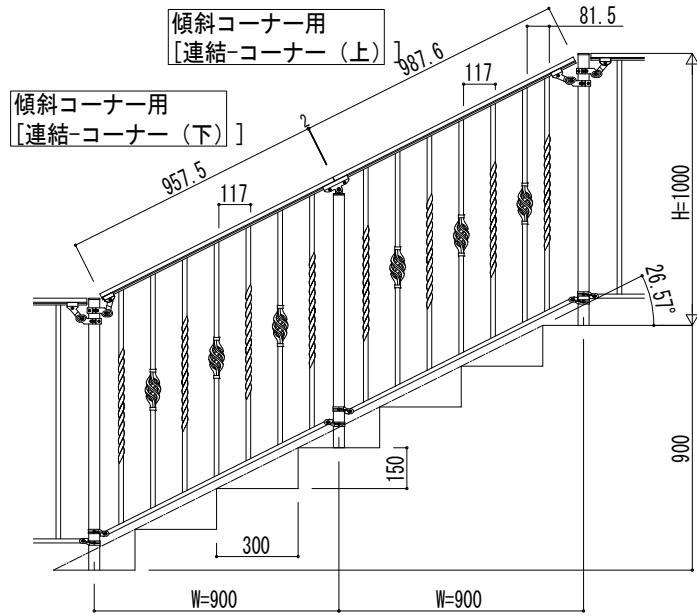 傾斜コーナー用
[連結-コーナー（上）]
傾斜コーナー用
[連結-コーナー（下）]
81.5
987.6
117
2
957.5
117
H=1000
26.57°
900
150
300
W=900
W=900